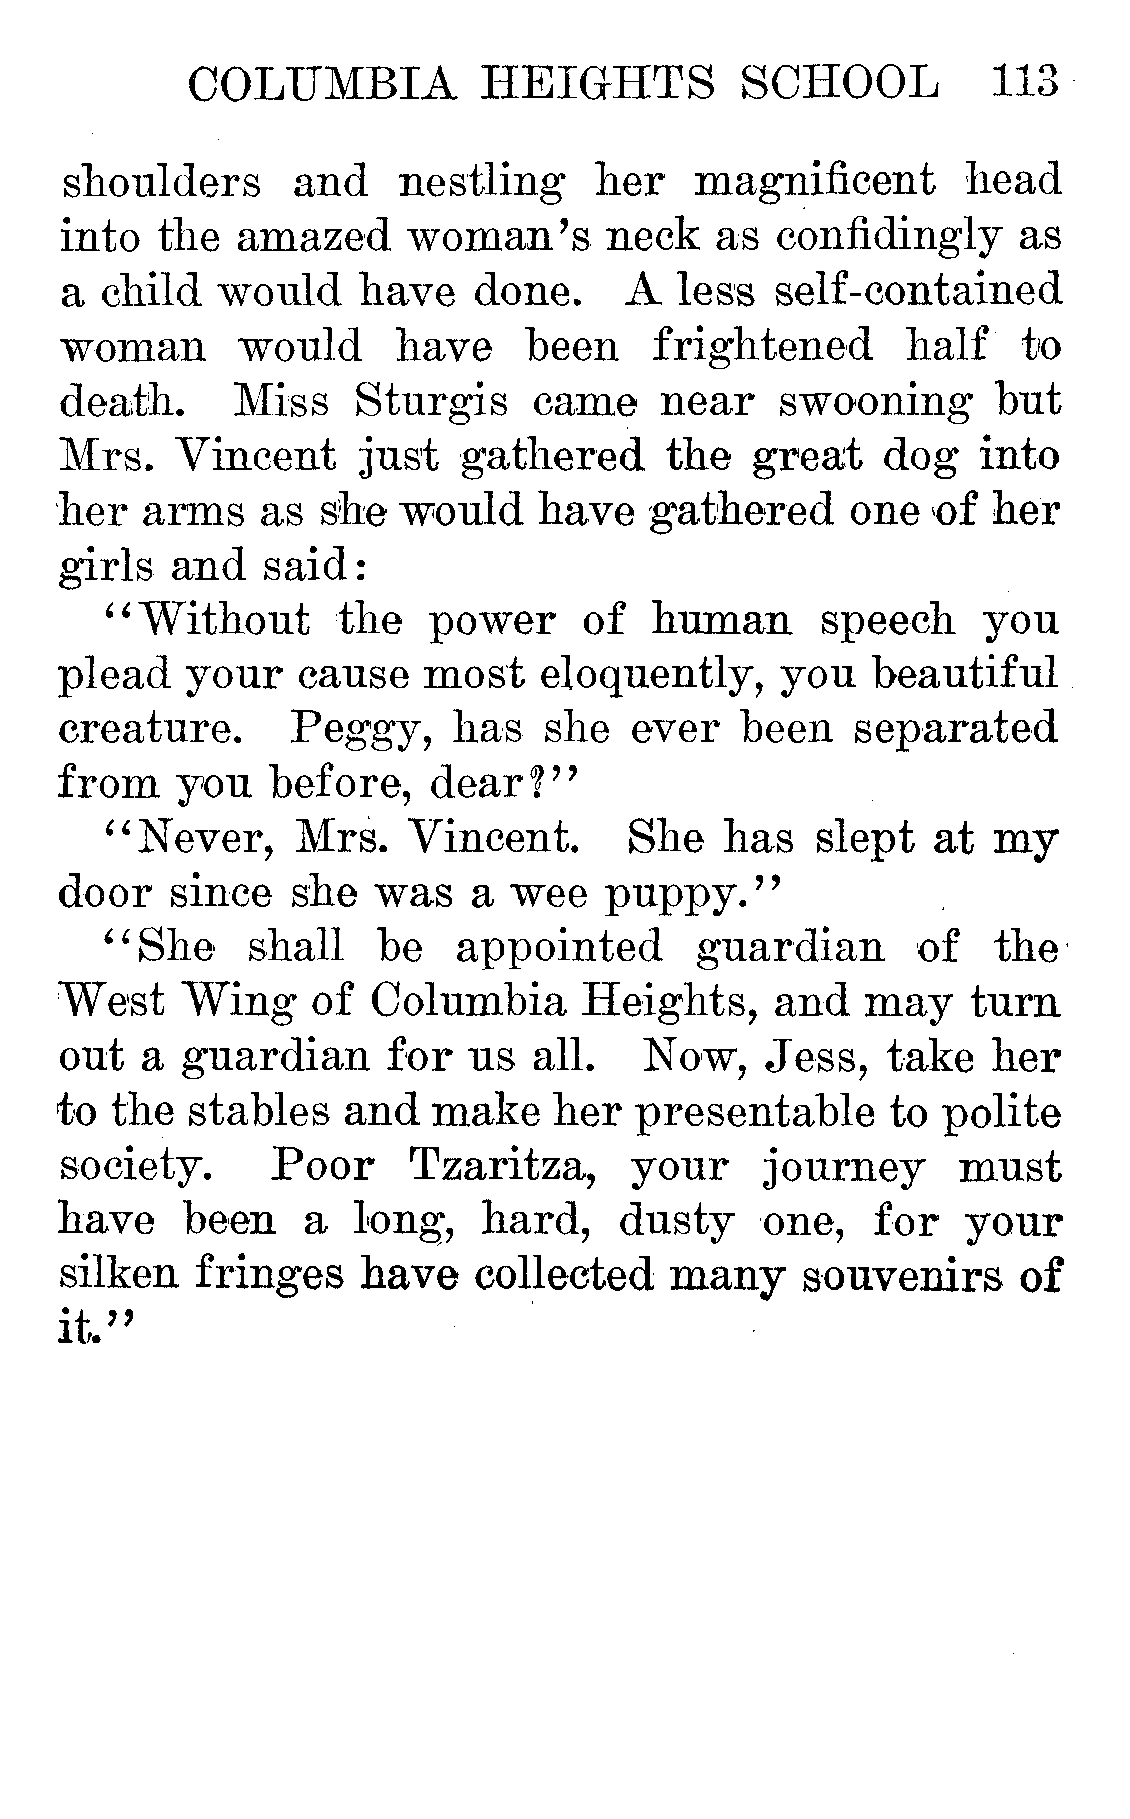 COLUMBIA HEIGHTS SCHOOL 113
shoulders and nestling her magnificent head
into the amazed woman's neck as confidingly as
a child would have done. A less self-contained
woman would have been frightened half to
death. Miss Sturgis came near swooning but
Mrs. Vincent just gathered the great dog into
her arms as she would have gathered one of her
girls and said:
"Without the power of human speech you
plead your cause most eloquently, you beautiful
creature. Peggy, has she ever been separated
from you before, dear?"
"Never, Mrs. Vincent. She has slept at my
door since she was a wee puppy."
"She shall be appointed guardian of the
West Wing of Columbia Heights, and may turn
out a guardian for us all. Now, Jess, take her
to the stables and make her presentable to polite
society. Poor Tzaritza, your journey must
have been a long, hard, dusty one, for your
silken fringes have collected many souvenirs of
it."